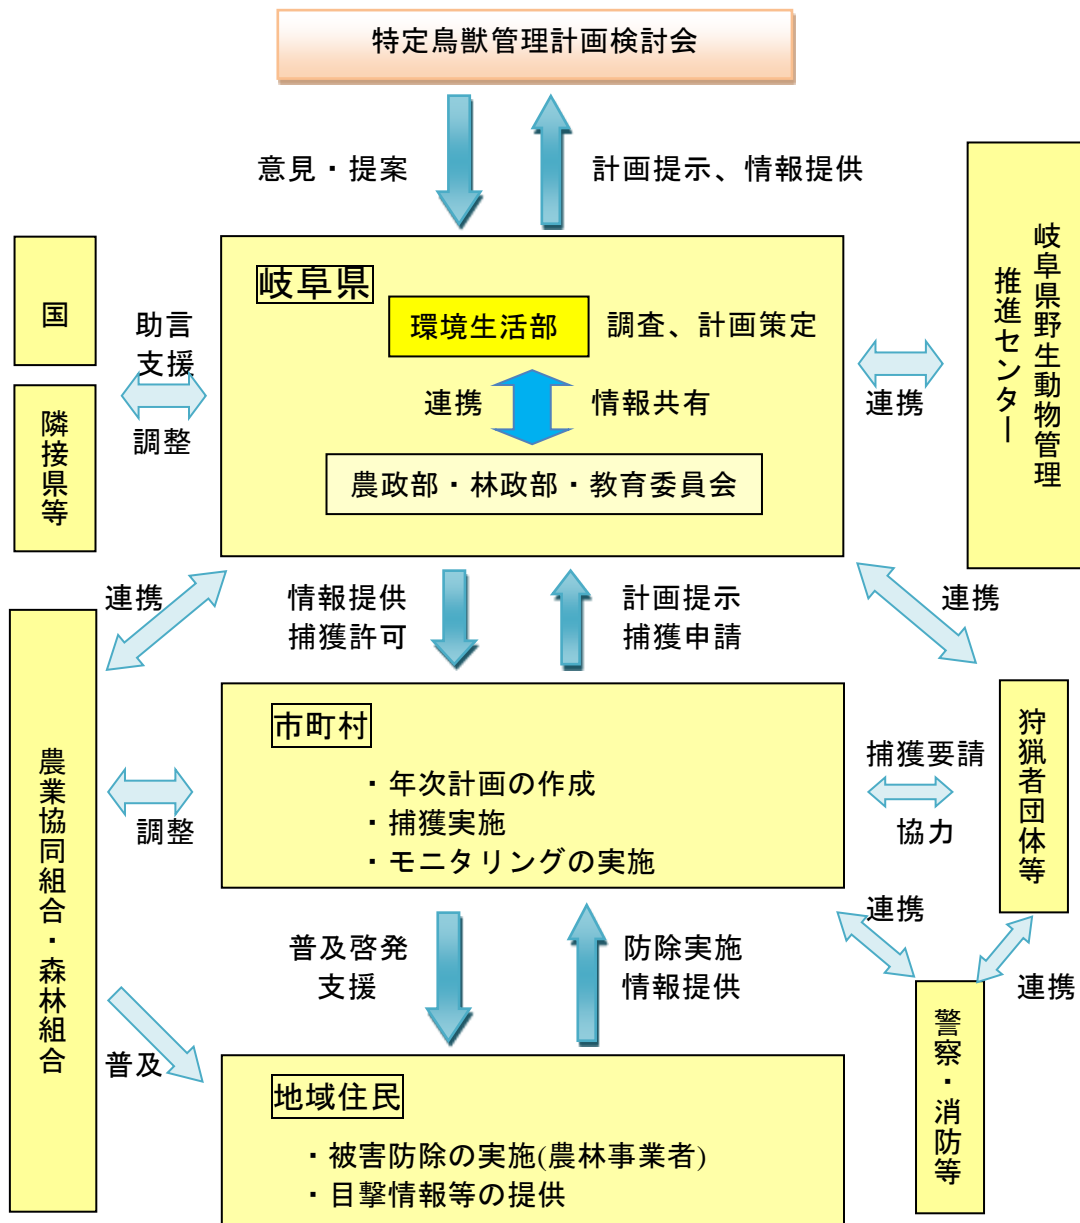 特定鳥獣管理計画検討会
意見・提案
計画提示、情報提供
国
隣接県等
助言
支援
調整
岐阜県
環境生活部
調査、計画策定
連携
情報共有
農政部・林政部・教育委員会
連携
岐阜県野生動物管理
推進センター
連携
情報提供
捕獲許可
計画提示
捕獲申請
連携
農業協同組合・森林組合
調整
市町村
・年次計画の作成
・捕獲実施
・モニタリングの実施
捕獲要請
協力
狩猟者団体等
普及啓発
支援
防除実施
情報提供
連携
連携
警察・消防等
普及
地域住民
・被害防除の実施(農林事業者)
・目撃情報等の提供